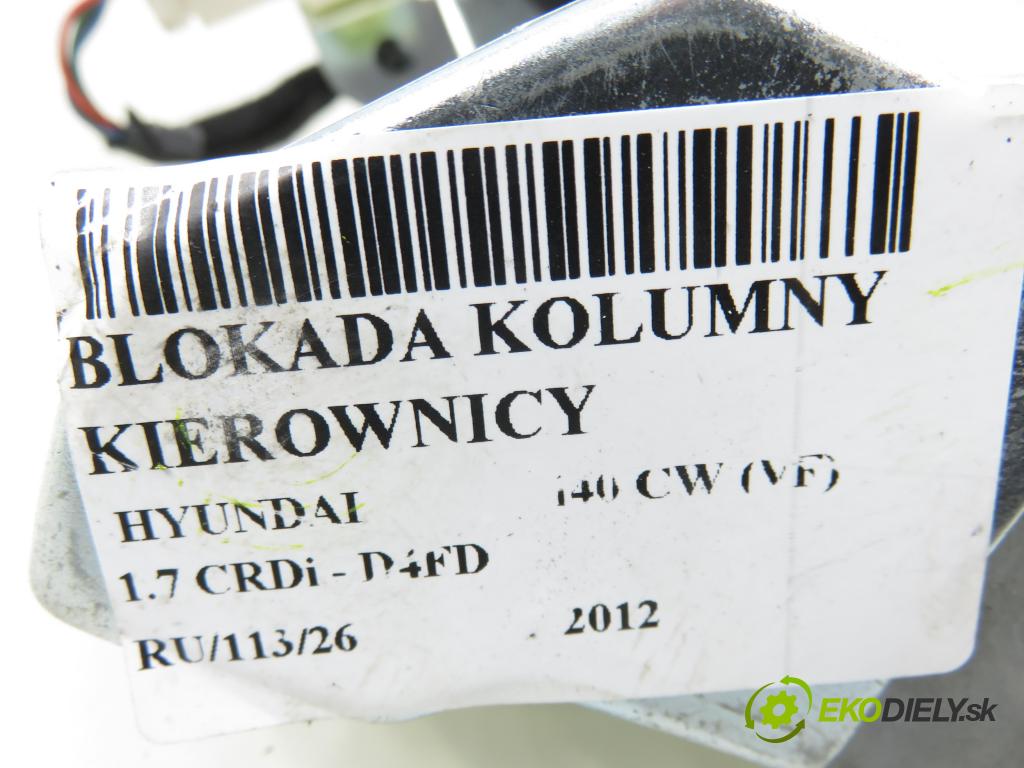 BLOKADA KOLUMNY
KIEROWNICY
HYUNDAI i40 CW (VF)
1.7 CRDi - D4FD
RU/113/26 2012
EKODIELY.sk